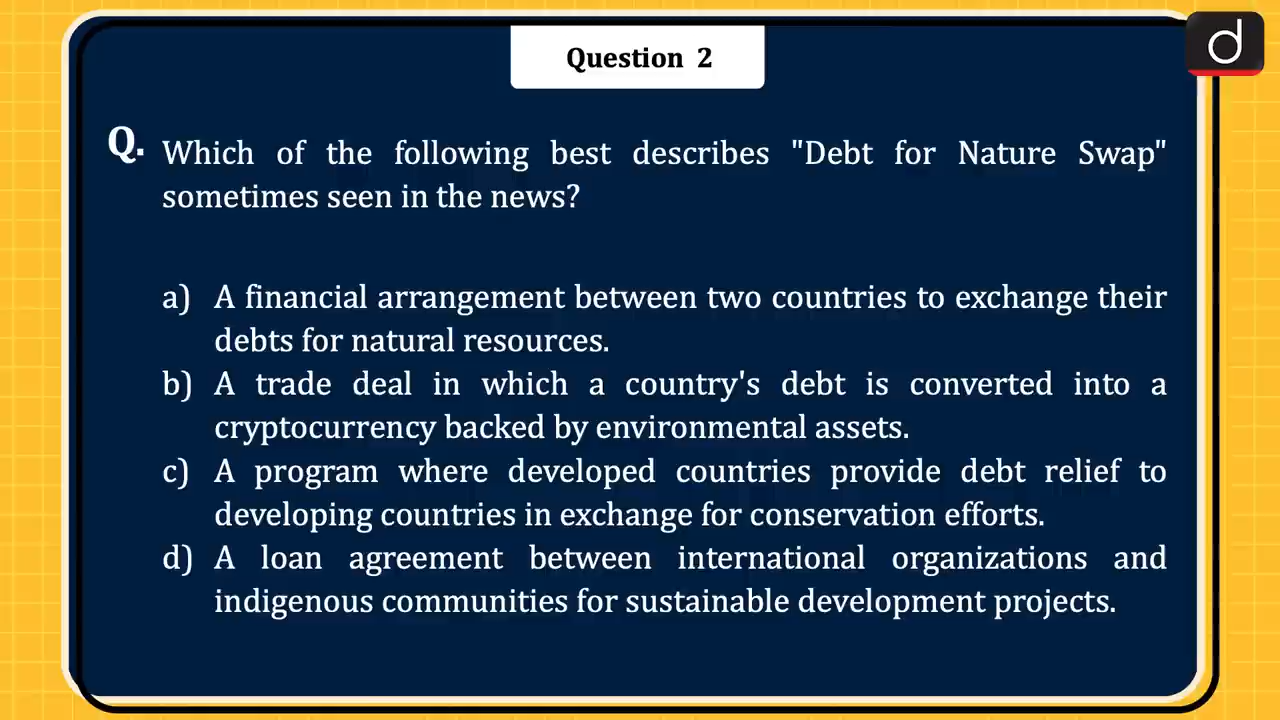 Question 2
d
Q. Which of the following best describes "Debt for Nature Swap"
sometimes seen in the news?
a) A financial arrangement between two countries to exchange their
debts for natural resources.
b) A trade deal in which a country's debt is converted into a
cryptocurrency backed by environmental assets.
c) A program where developed countries provide debt relief to
developing countries in exchange for conservation efforts.
d) A loan agreement between international organizations and
indigenous communities for sustainable development projects.